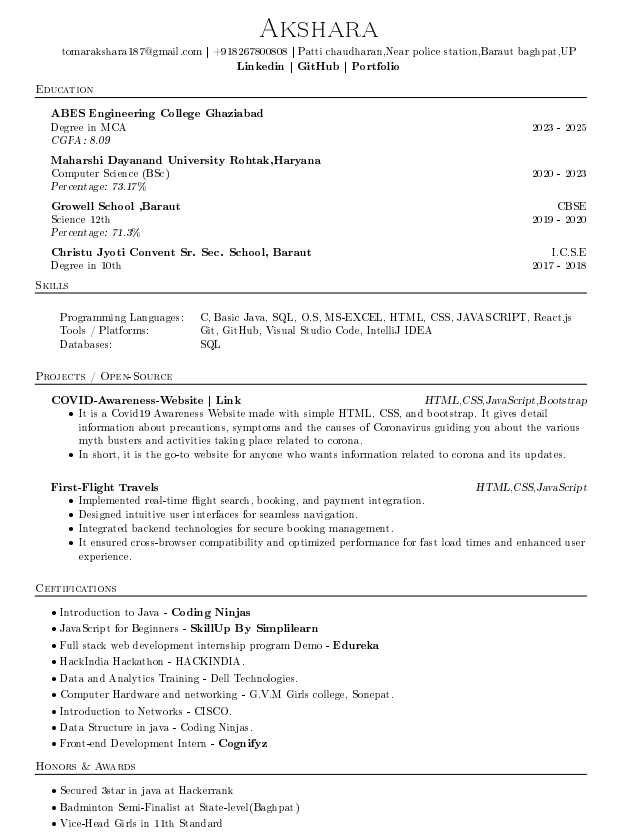 AKSHARA
tomarakshara187@gmail.com | +918267800808 | Patti chaudharan,Near police station,Baraut baghpat,UP
Linkedin | GitHub | Portfolio
EDUCATION
ABES Engineering College Ghaziabad
Degree in MCA 2023 - 2025
CGPA: 8.09
Maharshi Dayanand University Rohtak,Haryana
Computer Science (BSc) 2020 - 2023
Percentage: 73.17%
Growell School ,Baraut CBSE
Science 12th 2019 - 2020
Percentage: 71.3%
Christu Jyoti Convent Sr. Sec. School, Baraut I.C.S.E
Degree in 10th 2017 - 2018
SKILLS
Programming Languages: C, Basic Java, SQL, O.S, MS-EXCEL, HTML, CSS, JAVASCRIPT, React.js
Tools / Platforms: Git, GitHub, Visual Studio Code, IntelliJ IDEA
Databases: SQL
PROJECTS / OPEN-SOURCE
COVID-Awareness-Website | Link HTML,CSS,JavaScript,Bootstrap
• It is a Covid19 Awareness Website made with simple HTML, CSS, and bootstrap. It gives detail
information about precautions, symptoms and the causes of Coronavirus guiding you about the various
myth busters and activities taking place related to corona.
• In short, it is the go-to website for anyone who wants information related to corona and its updates.
First-Flight Travels HTML,CSS,JavaScript
• Implemented real-time flight search, booking, and payment integration.
• Designed intuitive user interfaces for seamless navigation.
• Integrated backend technologies for secure booking management.
• It ensured cross-browser compatibility and optimized performance for fast load times and enhanced user
experience.
CEFTIFICATIONS
• Introduction to Java - Coding Ninjas
• JavaScript for Beginners - SkillUp By Simplilearn
• Full stack web development internship program Demo - Edureka
• HackIndia Hackathon - HACKINDIA.
• Data and Analytics Training - Dell Technologies.
• Computer Hardware and networking - G.V.M Girls college, Sonepat.
• Introduction to Networks - CISCO.
• Data Structure in java - Coding Ninjas.
• Front-end Development Intern - Cognifyz
HONORS & AWARDS
• Secured 3star in java at Hackerrank
• Badminton Semi-Finalist at State-level(Baghpat)
• Vice-Head Girls in 11th Standard